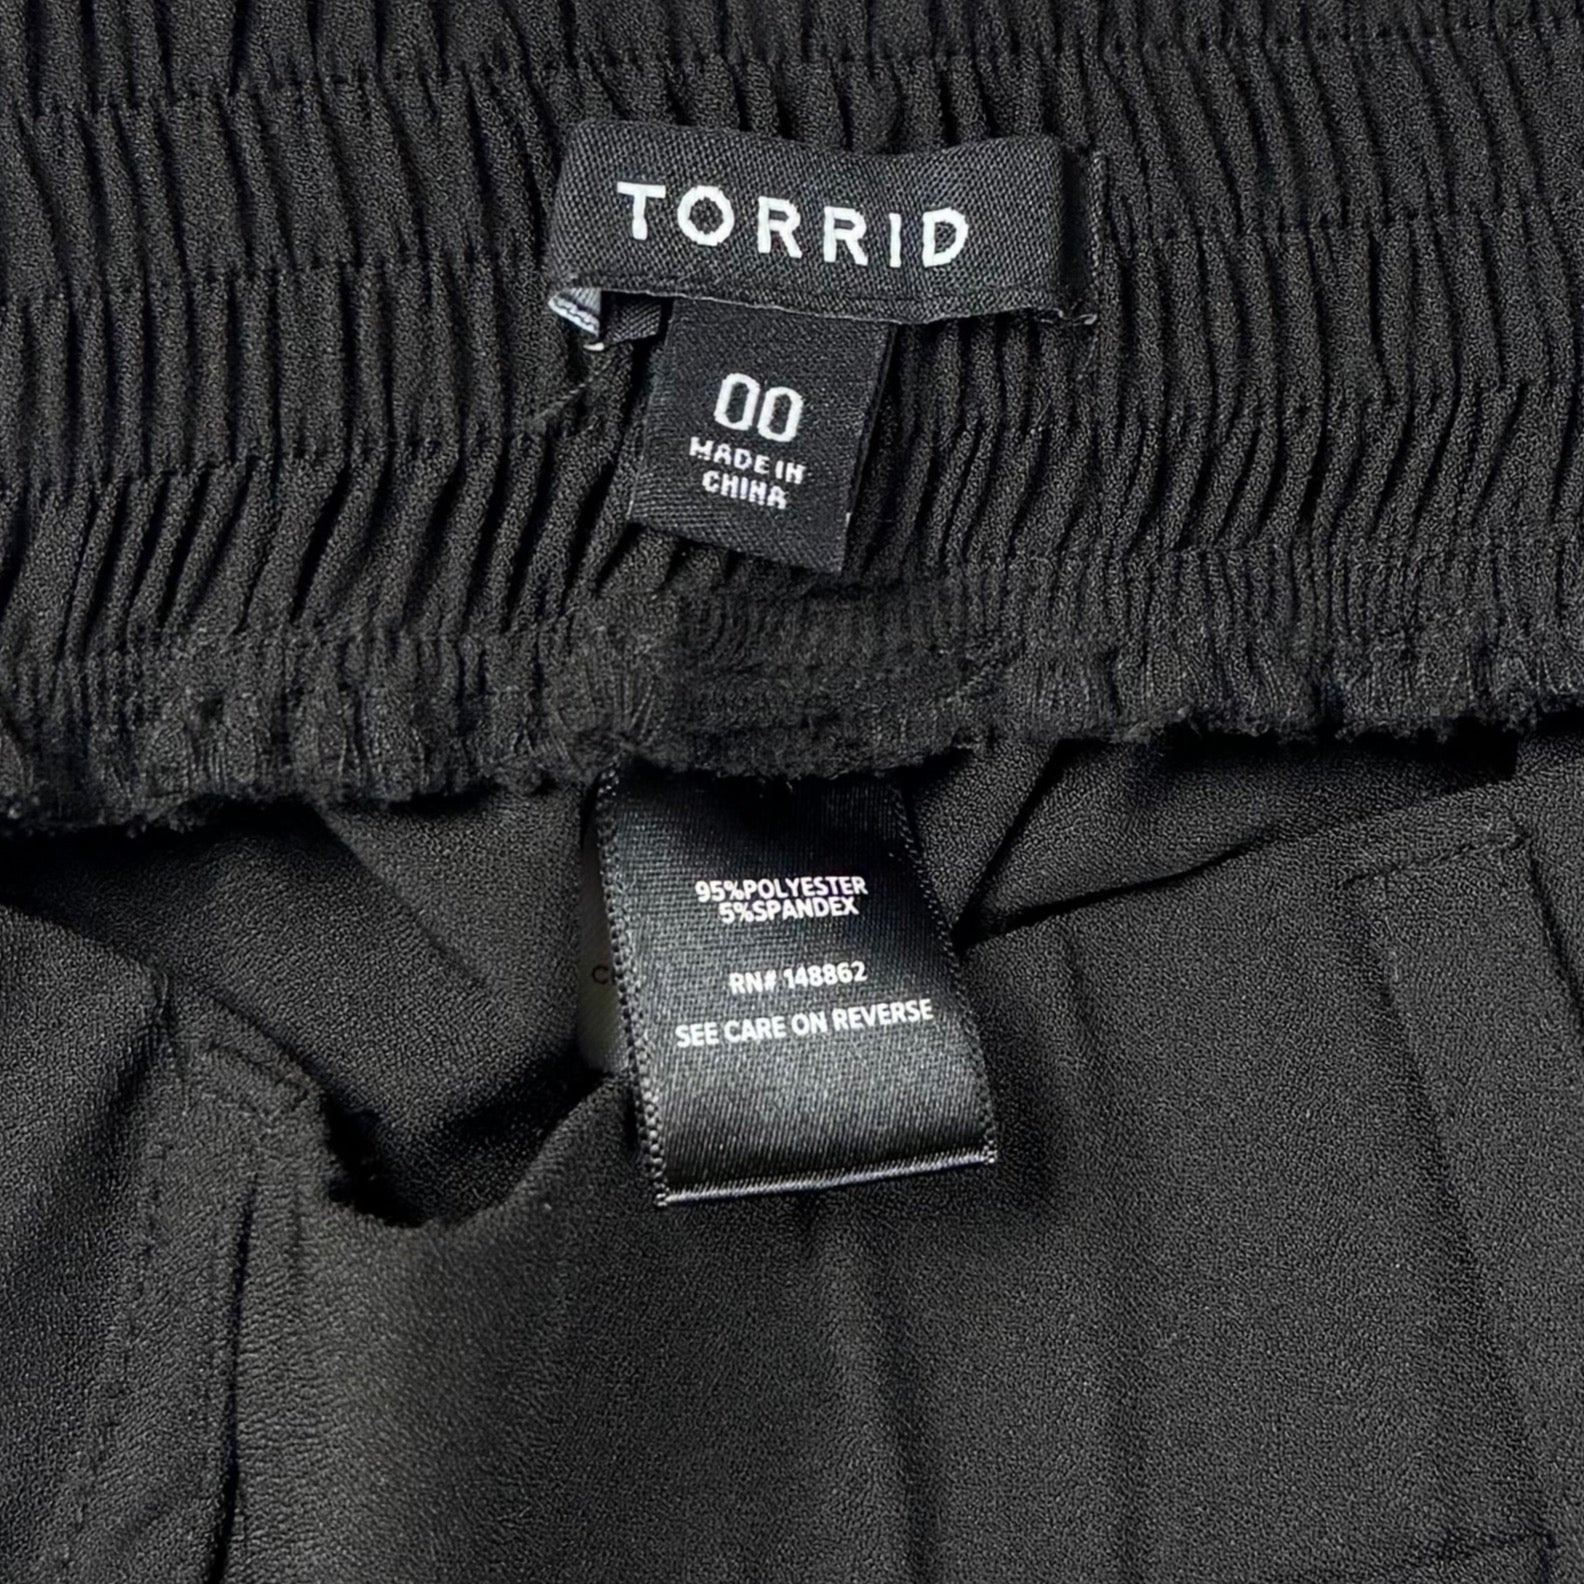 TORRID
00
MADE IN
CHINA
95%POLYESTER
5%SPANDEX
RN# 148862
SEE CARE ON REVERSE